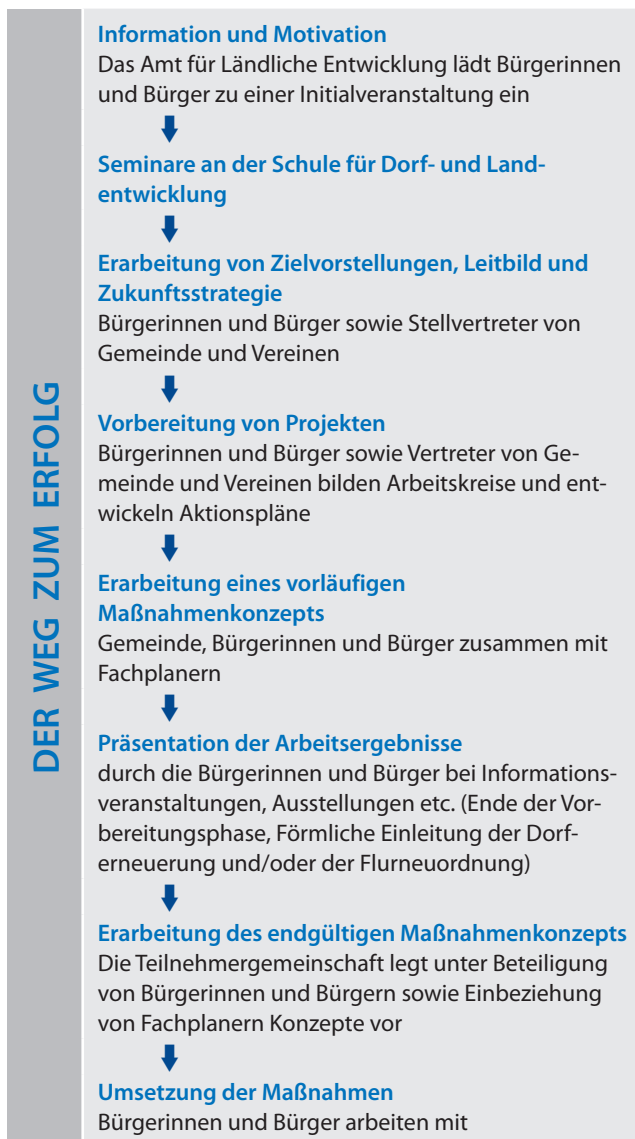 DER WEG ZUM ERFOLG
Information und Motivation
Das Amt für Ländliche Entwicklung lädt Bürgerinnen
und Bürger zu einer Initialveranstaltung ein
Seminare an der Schule für Dorf- und Land-
entwicklung
Erarbeitung von Zielvorstellungen, Leitbild und
Zukunftsstrategie
Bürgerinnen und Bürger sowie Stellvertreter von
Gemeinde und Vereinen
Vorbereitung von Projekten
Bürgerinnen und Bürger sowie Vertreter von Ge-
meinde und Vereinen bilden Arbeitskreise und ent-
wickeln Aktionspläne
Erarbeitung eines vorläufigen
Maßnahmenkonzepts
Gemeinde, Bürgerinnen und Bürger zusammen mit
Fachplanern
Präsentation der Arbeitsergebnisse
durch die Bürgerinnen und Bürger bei Informations-
veranstaltungen, Ausstellungen etc. (Ende der Vor-
bereitungsphase, Förmliche Einleitung der Dorf-
erneuerung und/oder der Flurneuordnung)
Erarbeitung des endgültigen Maßnahmenkonzepts
Die Teilnehmergemeinschaft legt unter Beteiligung
von Bürgerinnen und Bürgern sowie Einbeziehung
von Fachplanern Konzepte vor
Umsetzung der Maßnahmen
Bürgerinnen und Bürger arbeiten mit